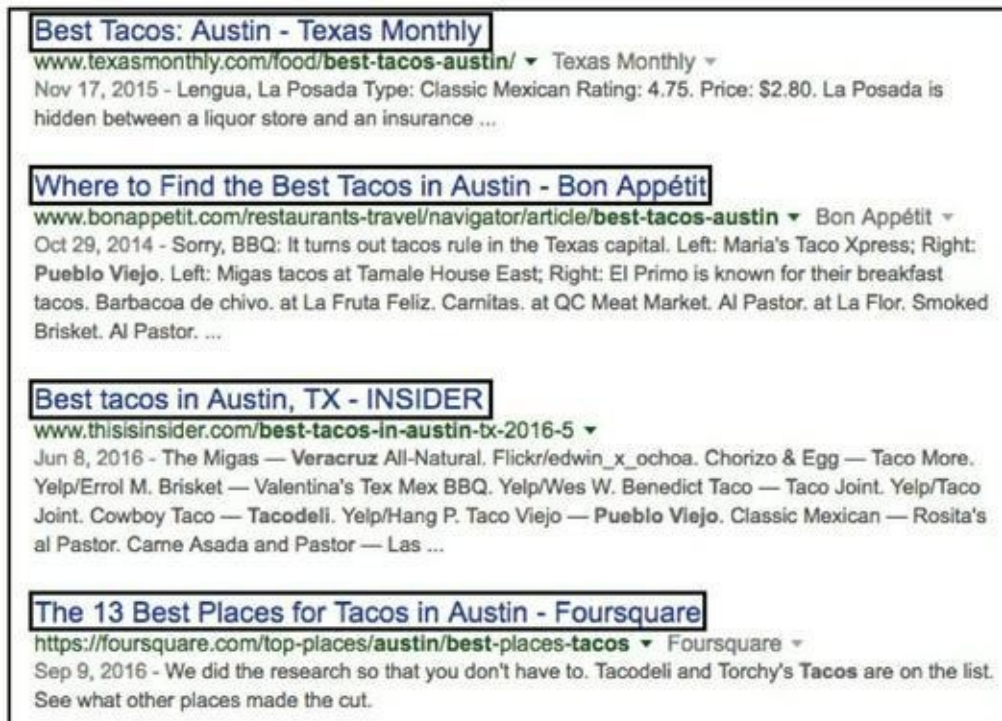 Best Tacos: Austin - Texas Monthly
www.texasmonthly.com/food/best-tacos-austin/ Texas Monthly
Nov 17, 2015 - Lengua, La Posada Type: Classic Mexican Rating: 4.75. Price: $2.80. La Posada is
hidden between a liquor store and an insurance ...
Where to Find the Best Tacos in Austin - Bon Appétit
www.bonappetit.com/restaurants-travel/navigator/article/best-tacos-austin Bon Appétit
Oct 29, 2014 - Sorry, BBQ: It turns out tacos rule in the Texas capital. Left: Maria's Taco Xpress; Right:
Pueblo Viejo. Left: Migas tacos at Tamale House East; Right: El Primo is known for their breakfast
tacos. Barbacoa de chivo. at La Fruta Feliz. Carnitas. at QC Meat Market. Al Pastor. at La Flor. Smoked
Brisket. Al Pastor. ...
Best tacos in Austin, TX - INSIDER
www.thisisinsider.com/best-tacos-in-austin-tx-2016-5
Jun 8, 2016 - The Migas — Veracruz All-Natural. Flickr/edwin_x_ochoa. Chorizo & Egg — Taco More.
Yelp/Errol M. Brisket — Valentina's Tex Mex BBQ. Yelp/Wes W. Benedict Taco — Taco Joint. Yelp/Taco
Joint. Cowboy Taco — Tacodeli. Yelp/Hang P. Taco Viejo — Pueblo Viejo. Classic Mexican — Rosita's
al Pastor. Carne Asada and Pastor — Las ...
The 13 Best Places for Tacos in Austin - Foursquare
https://foursquare.com/top-places/austin/best-places-tacos Foursquare
Sep 9, 2016 - We did the research so that you don't have to. Tacodeli and Torchy's Tacos are on the list.
See what other places made the cut.